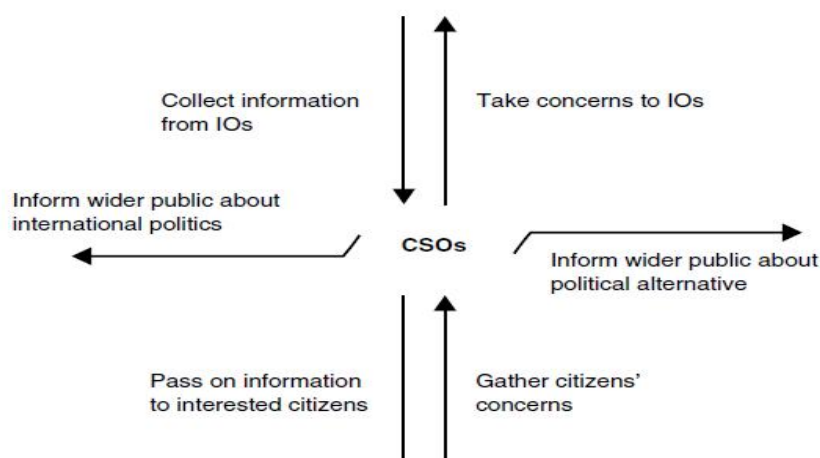 Collect information
from IOs
Take concerns to IOs
Inform wider public about
international politics
CSOs
Inform wider public about
political alternative
Pass on information
to interested citizens
Gather citizens'
concerns